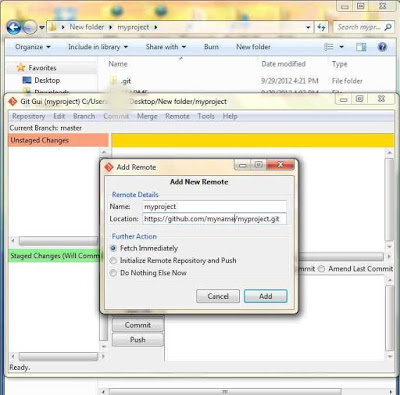 New folder ▸ myproject ▸
Search mypr...
Organize Include in library Share with Burn New folder
Favorites
Desktop
Name
Date modified
Type
.git
9/29/2012 4:21 PM
File folder
Git Gui (myproject) C:/Users Desktop/New folder/myproject
Repository Edit Branch Commit Merge Remote Tools Help
Current Branch: master
Unstaged Changes
Add Remote
Add New Remote
Remote Details
Name: myproject
Location: https://github.com/myname/myproject.git
Further Action
Fetch Immediately
Initialize Remote Repository and Push
Do Nothing Else Now
Cancel Add
Staged Changes (Will Comm
Commit Amend Last Commit
Commit
Push
Ready.